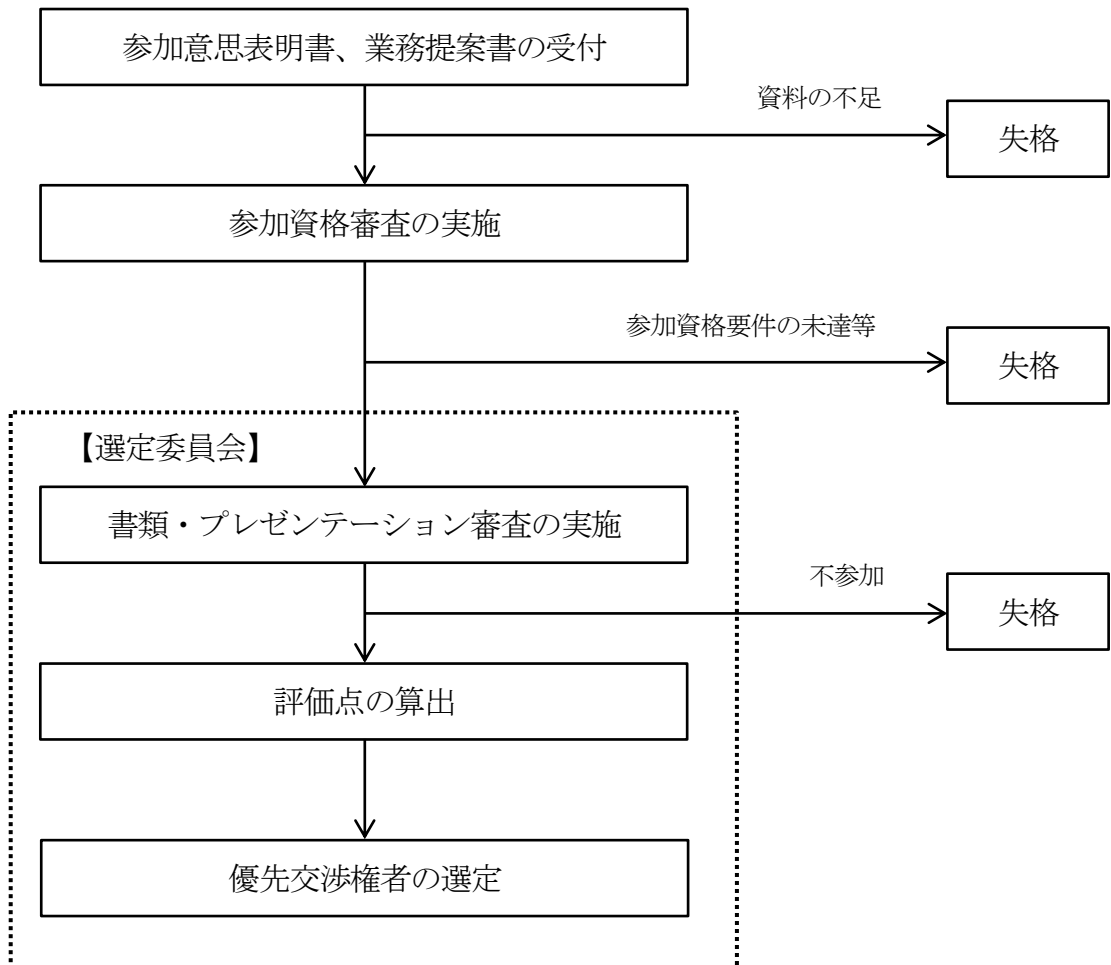 参加意思表明書、業務提案書の受付
資料の不足
失格
参加資格審査の実施
参加資格要件の未達等
失格
【選定委員会】
書類・プレゼンテーション審査の実施
不参加
失格
評価点の算出
優先交渉権者の選定